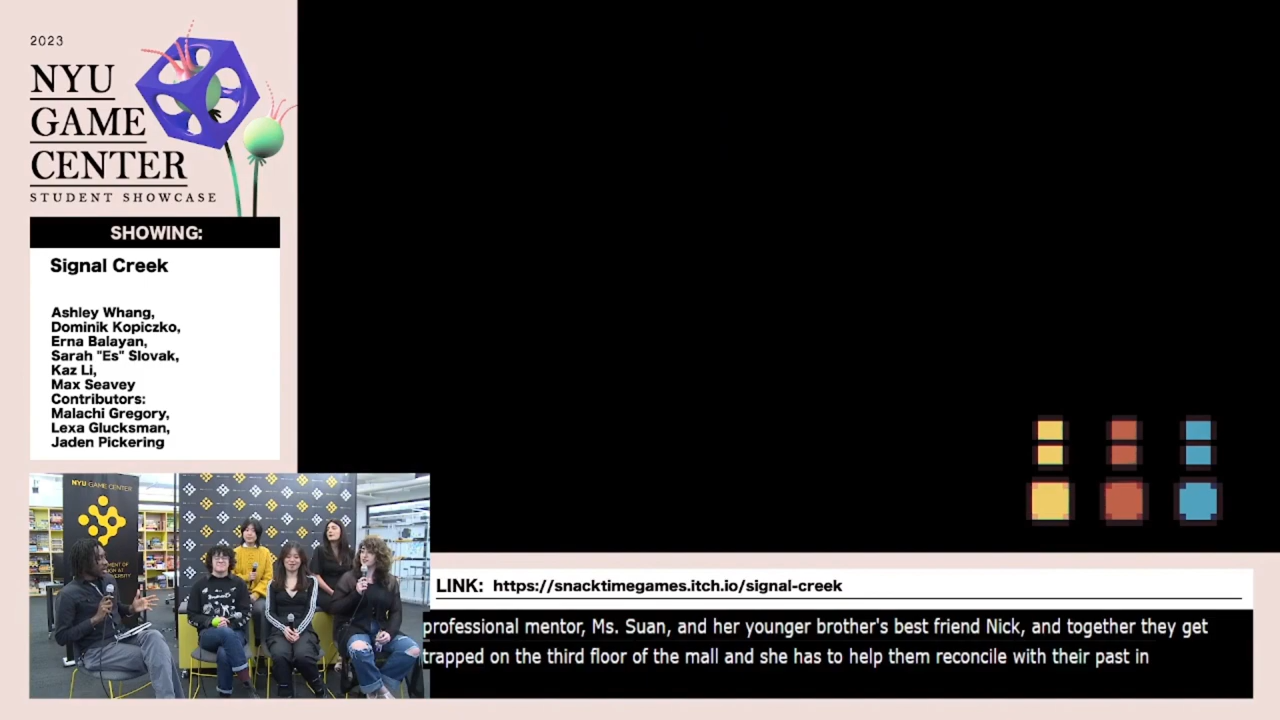 2023
NYU
GAME
CENTER
STUDENT SHOWCASE
SHOWING:
Signal Creek
Ashley Whang,
Dominik Kopiczko,
Erna Balayan,
Sarah "Es" Slovak,
Kaz Li,
Max Seavey
Contributors:
Malachi Gregory,
Lexa Glucksman,
Jaden Pickering
NYU GAME CENTER
LINK: https://snacktimegames.itch.io/signal-creek
professional mentor, Ms. Suan, and her younger brother's best friend Nick, and together they get
trapped on the third floor of the mall and she has to help them reconcile with their past in